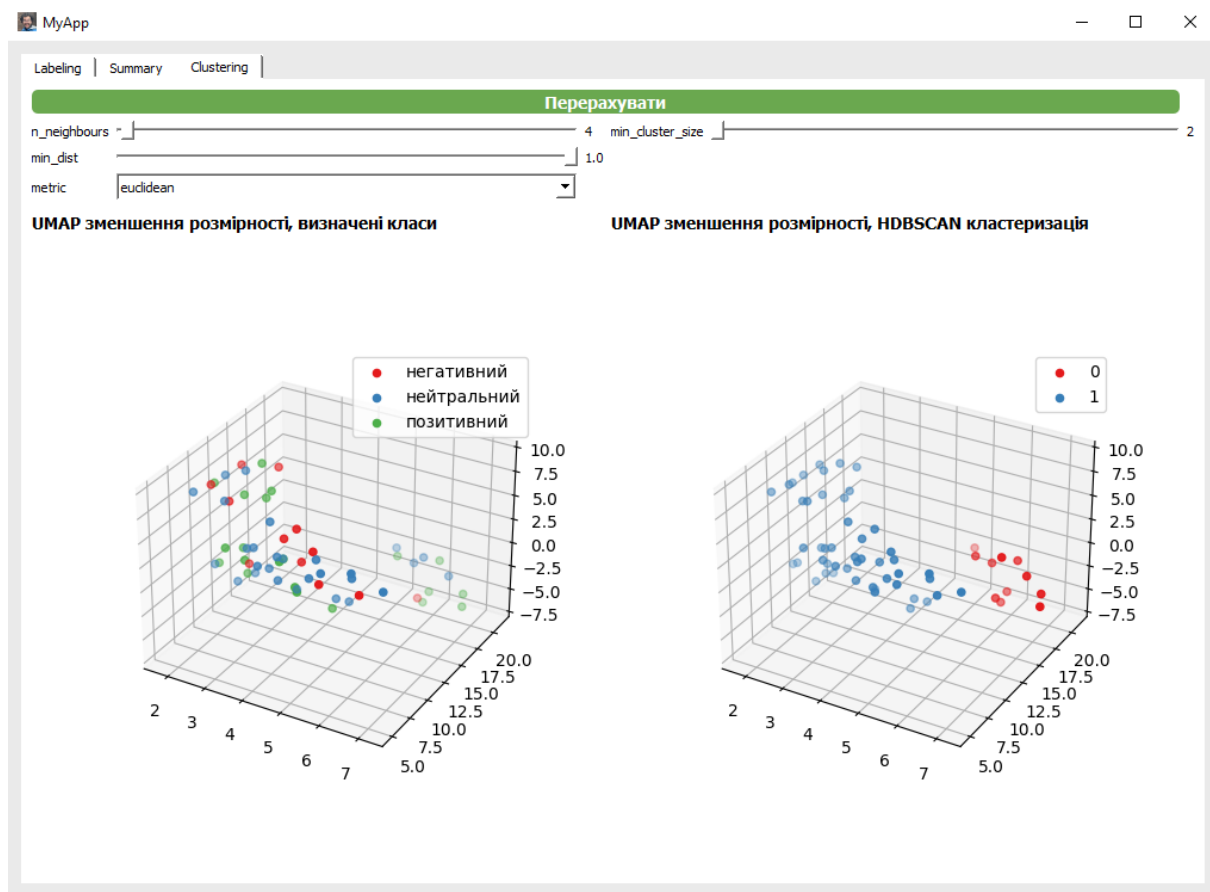 MyApp
Labeling Summary Clustering
Перерахувати
n_neighbours 4 min_cluster_size 2
min_dist 1.0
metric euclidean
UMAP зменшення розмірності, визначені класи
UMAP зменшення розмірності, HDBSCAN кластеризація
негативний
нейтральний
позитивний
10.0
7.5
5.0
2.5
0.0
−2.5
−5.0
−7.5
20.0
17.5
15.0
12.5
10.0
7.5
5.0
2 3 4 5 6 7
0
1
10.0
7.5
5.0
2.5
0.0
−2.5
−5.0
−7.5
20.0
17.5
15.0
12.5
10.0
7.5
5.0
2 3 4 5 6 7